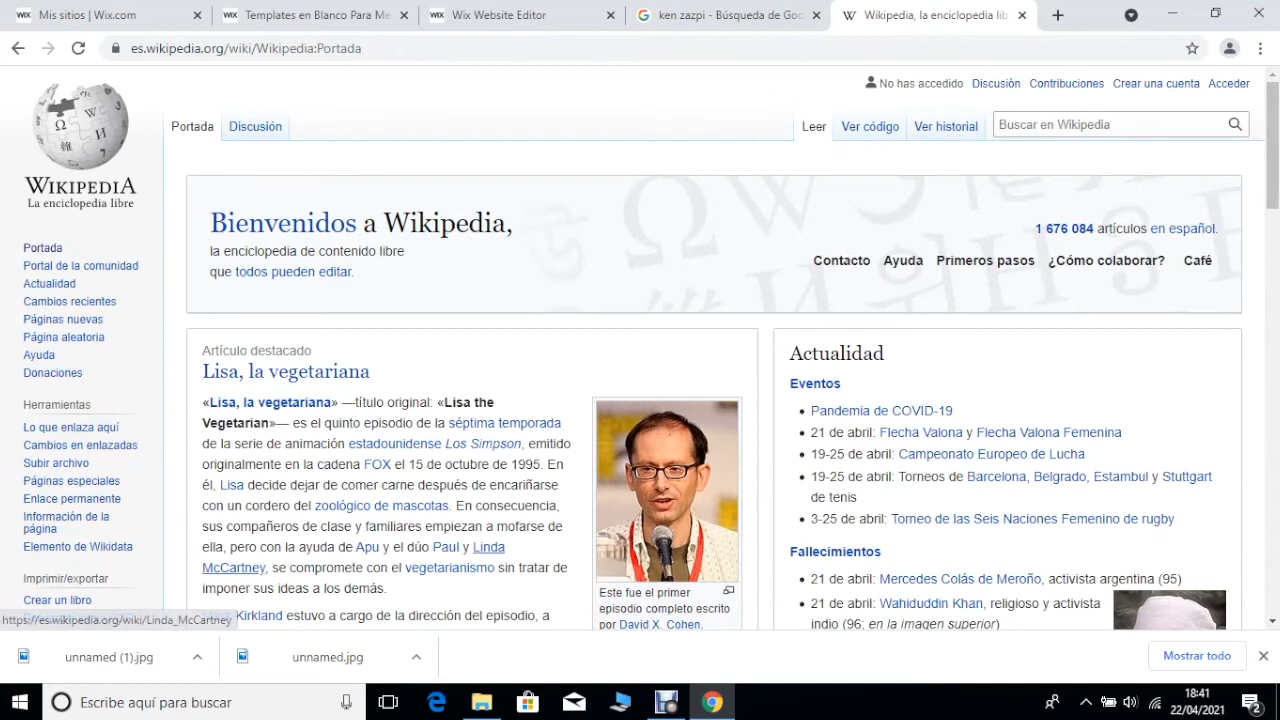 Mis sitios | Wix.com
Templates en Blanco Para Me
Wix Website Editor
ken zazpi - Búsqueda de Goo
Wikipedia, la enciclopedia lib
es.wikipedia.org/wiki/Wikipedia:Portada
No has accedido Discusión Contribuciones Crear una cuenta Acceder
Portada Discusión Leer Ver código Ver historial Buscar en Wikipedia
WIKIPEDIA
La enciclopedia libre
Portada
Portal de la comunidad
Actualidad
Cambios recientes
Páginas nuevas
Página aleatoria
Ayuda
Donaciones
Herramientas
Lo que enlaza aquí
Cambios en enlazadas
Subir archivo
Páginas especiales
Enlace permanente
Información de la
página
Elemento de Wikidata
Imprimir/exportar
Crear un libro
https://es.wikipedia.org/wiki/Linda_McCartney
Bienvenidos a Wikipedia,
la enciclopedia de contenido libre
que todos pueden editar.
1 676 084 artículos en español.
Contacto Ayuda Primeros pasos ¿Cómo colaborar? Café
Artículo destacado
Lisa, la vegetariana
«Lisa, la vegetariana» —título original: «Lisa the
Vegetarian»— es el quinto episodio de la séptima temporada
de la serie de animación estadounidense Los Simpson, emitido
originalmente en la cadena FOX el 15 de octubre de 1995. En
él, Lisa decide dejar de comer carne después de encariñarse
con un cordero del zoológico de mascotas. En consecuencia,
sus compañeros de clase y familiares empiezan a mofarse de
ella, pero con la ayuda de Apu y el dúo Paul y Linda
McCartney, se compromete con el vegetarianismo sin tratar de
imponer sus ideas a los demás.
Kirkland estuvo a cargo de la dirección del episodio, a
Este fue el primer
episodio completo escrito
por David X. Cohen,
Actualidad
Eventos
Pandemia de COVID-19
21 de abril: Flecha Valona y Flecha Valona Femenina
19-25 de abril: Campeonato Europeo de Lucha
19-25 de abril: Torneos de Barcelona, Belgrado, Estambul y Stuttgart
de tenis
3-25 de abril: Torneo de las Seis Naciones Femenino de rugby
Fallecimientos
21 de abril: Mercedes Colás de Meroño, activista argentina (95)
21 de abril: Wahiduddin Khan, religioso y activista
indio (96; en la imagen superior)
unnamed (1).jpg
unnamed.jpg
Mostrar todo
Escribe aquí para buscar
18:41
22/04/2021
2